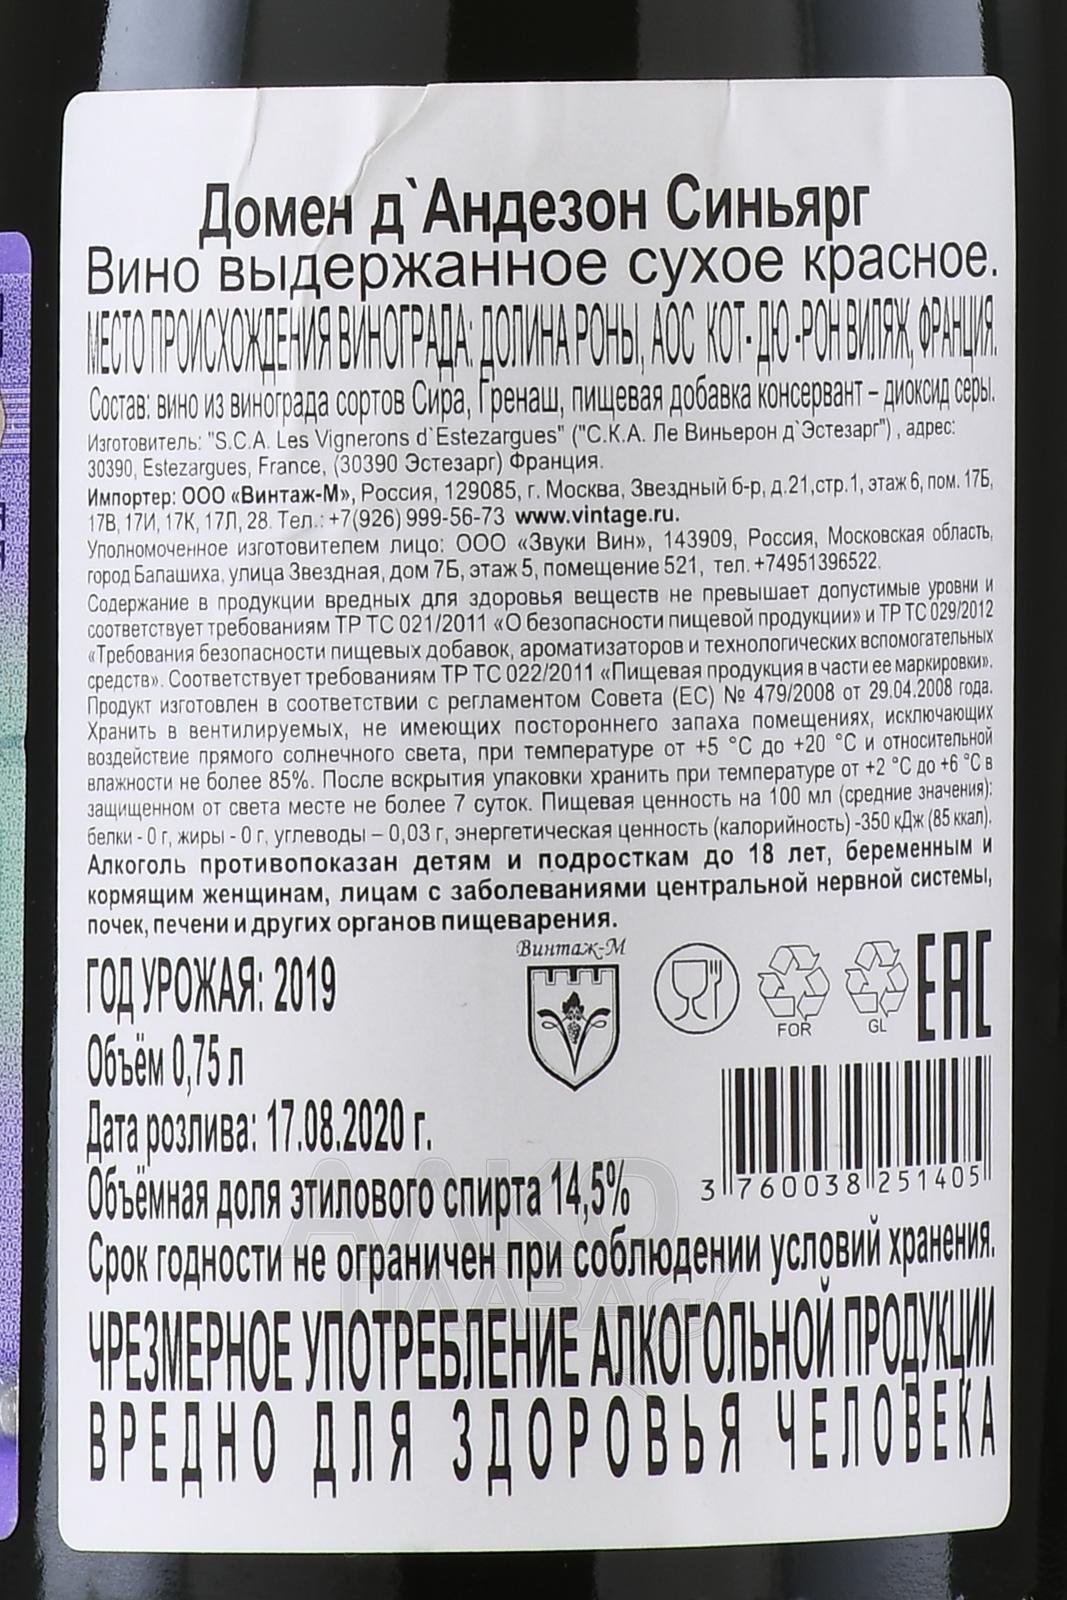 Домен д`Андезон Синьярг
Вино выдержанное сухое красное.
МЕСТО ПРОИСХОЖДЕНИЯ ВИНОГРАДА: ДОЛИНА РОНЫ, АОС КОТ-ДЮ-РОН ВИЛЯЖ, ФРАНЦИЯ.
Состав: вино из винограда сортов Сира, Гренаш, пищевая добавка консервант – диоксид серы.
Изготовитель: "S.C.A. Les Vignerons d`Estezargues" ("С.К.А. Ле Виньерон д`Эстезарг") , адрес:
30390, Estezargues, France, (30390 Эстезарг) Франция.
Импортер: ООО «Винтаж-М», Россия, 129085, г. Москва, Звездный б-р, д.21,стр.1, этаж 6, пом. 17Б,
17В, 17И, 17К, 17Л, 28. Тел.: +7(926) 999-56-73 www.vintage.ru.
Уполномоченное изготовителем лицо: ООО «Звуки Вин», 143909, Россия, Московская область,
город Балашиха, улица Звездная, дом 7Б, этаж 5, помещение 521, тел. +74951396522.
Содержание в продукции вредных для здоровья веществ не превышает допустимые уровни и
соответствует требованиям ТР ТС 021/2011 «О безопасности пищевой продукции» и ТР ТС 029/2012
«Требования безопасности пищевых добавок, ароматизаторов и технологических вспомогательных
средств». Соответствует требованиям ТР ТС 022/2011 «Пищевая продукция в части ее маркировки».
Продукт изготовлен в соответствии с регламентом Совета (ЕС) № 479/2008 от 29.04.2008 года.
Хранить в вентилируемых, не имеющих постороннего запаха помещениях, исключающих
воздействие прямого солнечного света, при температуре от +5 °С до +20 °С и относительной
влажности не более 85%. После вскрытия упаковки хранить при температуре от +2 °С до +6 °С в
защищенном от света месте не более 7 суток. Пищевая ценность на 100 мл (средние значения):
белки - 0 г, жиры - 0 г, углеводы – 0,03 г, энергетическая ценность (калорийность) -350 кДж (85 ккал).
Алкоголь противопоказан детям и подросткам до 18 лет, беременным и
кормящим женщинам, лицам с заболеваниями центральной нервной системы,
почек, печени и других органов пищеварения.
Винтаж-М
ГОД УРОЖАЯ: 2019
FOR
GL
ЕАС
Объём 0,75 л
Дата розлива: 17.08.2020 г.
Объёмная доля этилового спирта 14,5%
3 760038 251405
Срок годности не ограничен при соблюдении условий хранения.
ЧРЕЗМЕРНОЕ УПОТРЕБЛЕНИЕ АЛКОГОЛЬНОЙ ПРОДУКЦИИ
ВРЕДНО ДЛЯ ЗДОРОВЬЯ ЧЕЛОВЕКА